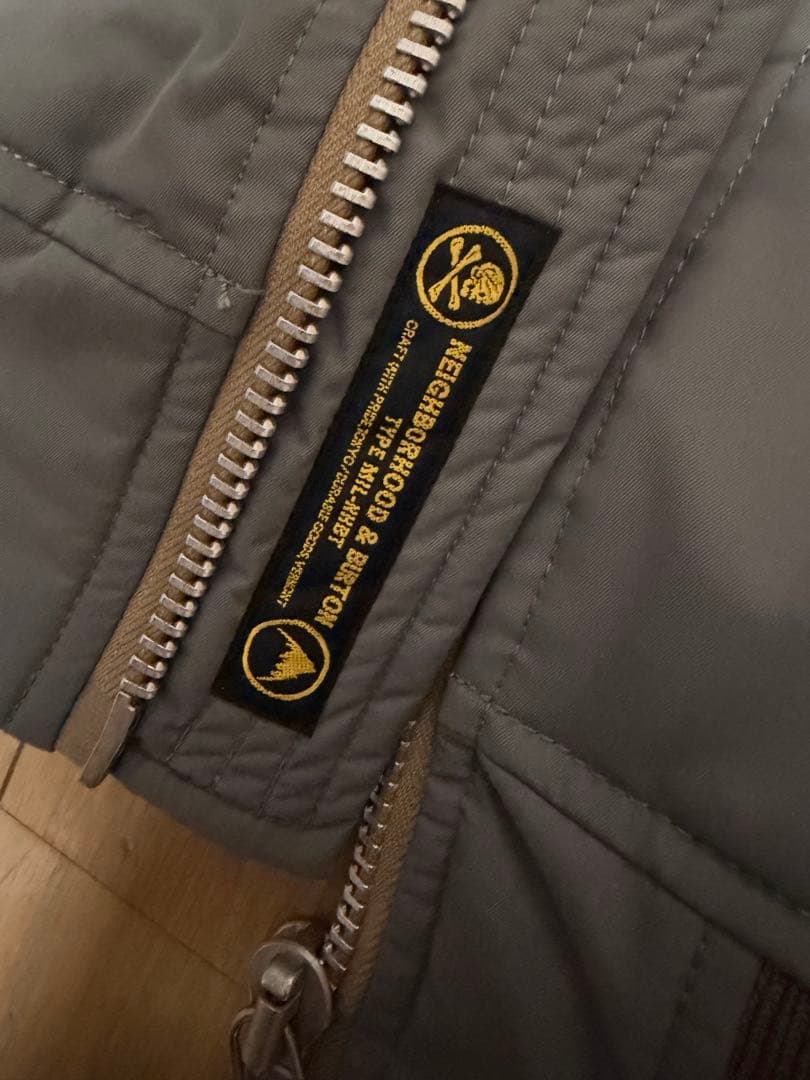 NEIGHBORHOOD & BURTON
TYPE MIL-NHBT
CRAFT WITH PRIDE, TOKYO / DURABLE GOODS, VERMONT